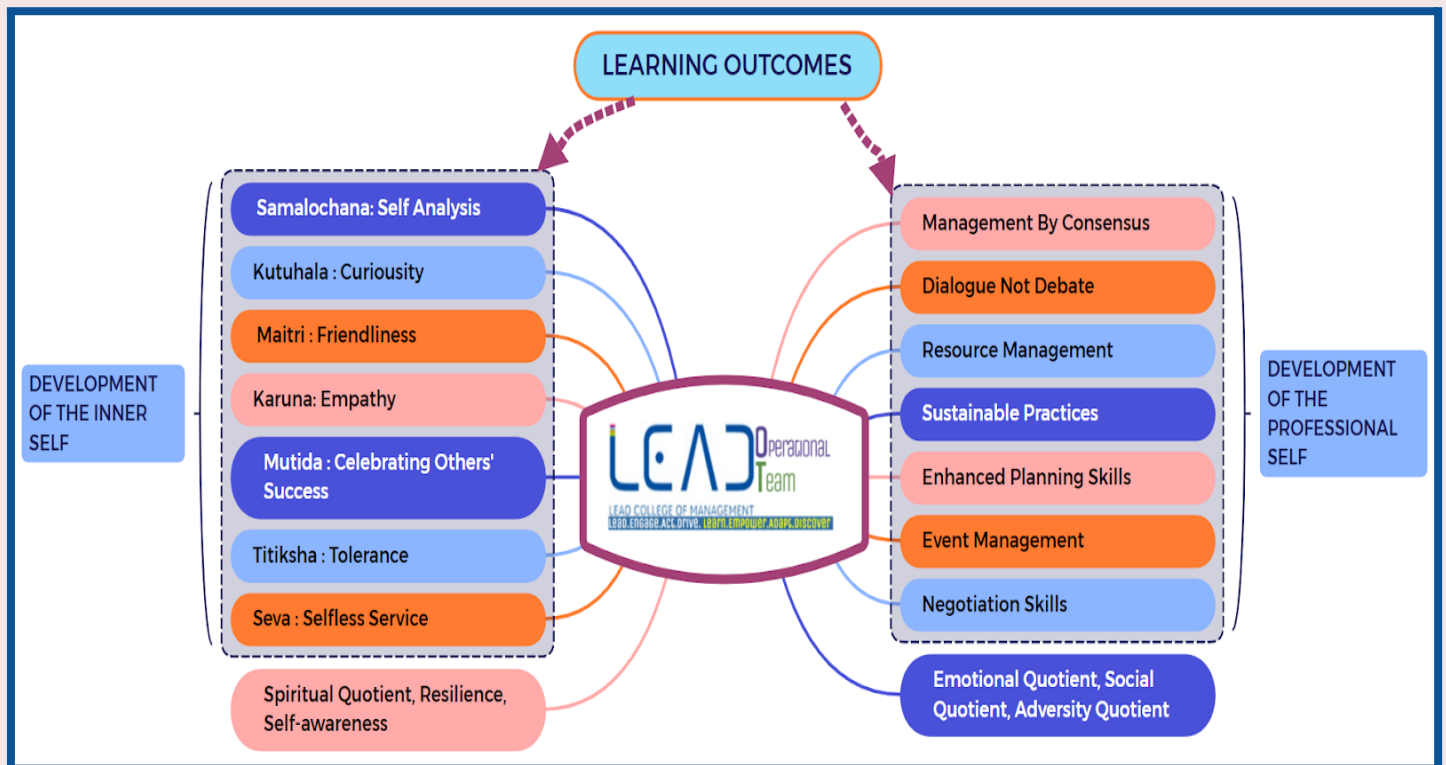 LEARNING OUTCOMES
DEVELOPMENT
OF THE INNER
SELF
Samalochana: Self Analysis
Kutuhala : Curiousity
Maitri : Friendliness
Karuna: Empathy
Mutida : Celebrating Others'
Success
Titiksha : Tolerance
Seva : Selfless Service
Spiritual Quotient, Resilience,
Self-awareness
LEAD Operational
Team
LEAD COLLEGE OF MANAGEMENT
LEAD.ENGAGE.ACT.DRIVE. LEARN.EMPOWER.ADAPT.DISCOVER
Management By Consensus
Dialogue Not Debate
Resource Management
Sustainable Practices
Enhanced Planning Skills
Event Management
Negotiation Skills
Emotional Quotient, Social
Quotient, Adversity Quotient
DEVELOPMENT
OF THE
PROFESSIONAL
SELF